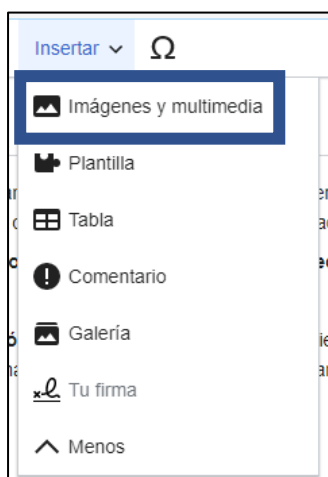 Insertar Ω
Imágenes y multimedia
Plantilla
Tabla
Comentario
Galería
Tu firma
Menos